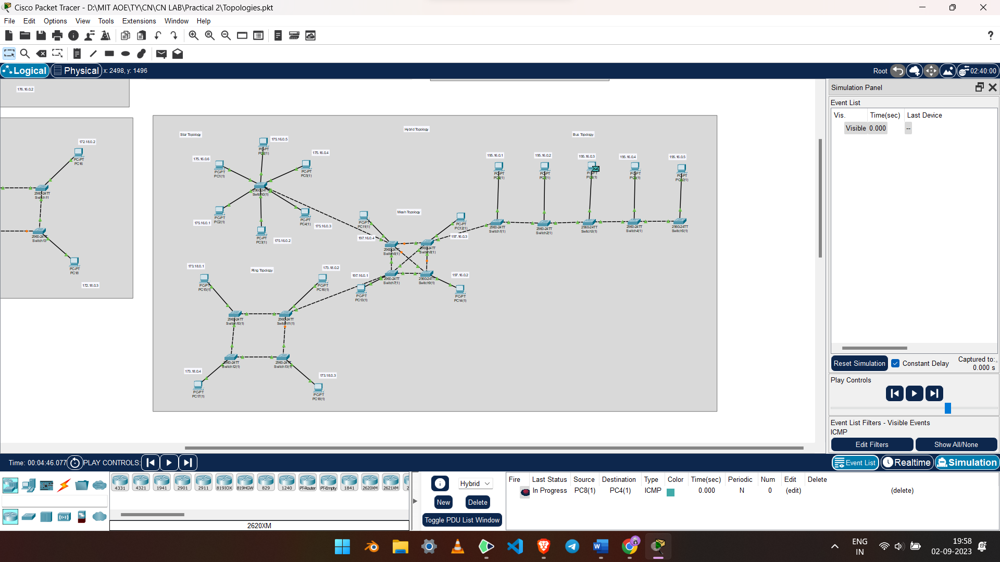 Cisco Packet Tracer - D:\MIT AOE\TY\CN\CN LAB\Practical 2\Topologies.pkt
File Edit Options View Tools Extensions Window Help
Logical Physical x: 2498, y: 1496 Root 02:40:00
176.16.0.2
172.18.0.2
PC-PT
PC16
2960-24TT
Switch11
2960-24TT
Switch13
PC-PT
PC18
172.18.0.3
Hybrid Topology
Star Topology
175.16.0.5
PC-PT
PC0(1)
175.16.0.6
PC-PT
PC1(1)
175.16.0.4
PC-PT
PC5(1)
2960-24TT
Switch0(1)
PC-PT
PC2(1)
175.16.0.1
PC-PT
PC4(1)
175.16.0.3
PC-PT
PC3(1)
175.16.0.2
Bus Topology
195.16.0.1
195.16.0.2
195.16.0.3
195.16.0.4
195.16.0.5
PC-PT
PC6(1)
PC-PT
PC7(1)
PC-PT
PC8(1)
PC-PT
PC9(1)
PC-PT
PC10(1)
2960-24TT
Switch1(1)
2960-24TT
Switch2(1)
2960-24TT
Switch3(1)
2960-24TT
Switch4(1)
2960-24TT
Switch5(1)
Mesh Topology
PC-PT
PC11(1)
PC-PT
PC12(1)
197.16.0.4
197.16.0.3
2960-24TT
Switch6(1)
2960-24TT
Switch8(1)
197.16.0.1
197.16.0.2
2960-24TT
Switch7(1)
2960-24TT
Switch9(1)
PC-PT
PC13(1)
PC-PT
PC14(1)
Ring Topology
173.18.0.1
173.18.0.2
PC-PT
PC15(1)
PC-PT
PC16(1)
2960-24TT
Switch10(1)
2960-24TT
Switch11(1)
2960-24TT
Switch12(1)
2960-24TT
Switch13(1)
173.18.0.4
173.18.0.3
PC-PT
PC17(1)
PC-PT
PC18(1)
Simulation Panel
Event List
Vis. Time(sec) Last Device
Visible 0.000 --
Reset Simulation Constant Delay Captured to:
0.000 s
Play Controls
Event List Filters - Visible Events
ICMP
Edit Filters Show All/None
Time: 00:04:46.077 PLAY CONTROLS: Event List Realtime Simulation
4331 4321 1941 2901 2911 819IOX 819HGW 829 1240 PT-Router PT-Empty 1841 2620XM 2621XM 2
2620XM
Hybrid
New Delete
Toggle PDU List Window
Fire Last Status Source Destination Type Color Time(sec) Periodic Num Edit Delete
In Progress PC8(1) PC4(1) ICMP 0.000 N 0 (edit) (delete)
ENG
IN
19:58
02-09-2023